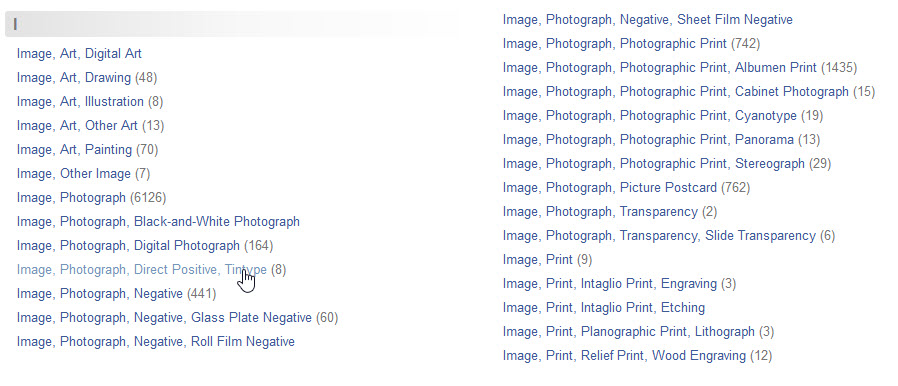 I
Image, Art, Digital Art
Image, Art, Drawing (48)
Image, Art, Illustration (8)
Image, Art, Other Art (13)
Image, Art, Painting (70)
Image, Other Image (7)
Image, Photograph (6126)
Image, Photograph, Black-and-White Photograph
Image, Photograph, Digital Photograph (164)
Image, Photograph, Direct Positive, Tintype (8)
Image, Photograph, Negative (441)
Image, Photograph, Negative, Glass Plate Negative (60)
Image, Photograph, Negative, Roll Film Negative
Image, Photograph, Negative, Sheet Film Negative
Image, Photograph, Photographic Print (742)
Image, Photograph, Photographic Print, Albumen Print (1435)
Image, Photograph, Photographic Print, Cabinet Photograph (15)
Image, Photograph, Photographic Print, Cyanotype (19)
Image, Photograph, Photographic Print, Panorama (13)
Image, Photograph, Photographic Print, Stereograph (29)
Image, Photograph, Picture Postcard (762)
Image, Photograph, Transparency (2)
Image, Photograph, Transparency, Slide Transparency (6)
Image, Print (9)
Image, Print, Intaglio Print, Engraving (3)
Image, Print, Intaglio Print, Etching
Image, Print, Planographic Print, Lithograph (3)
Image, Print, Relief Print, Wood Engraving (12)